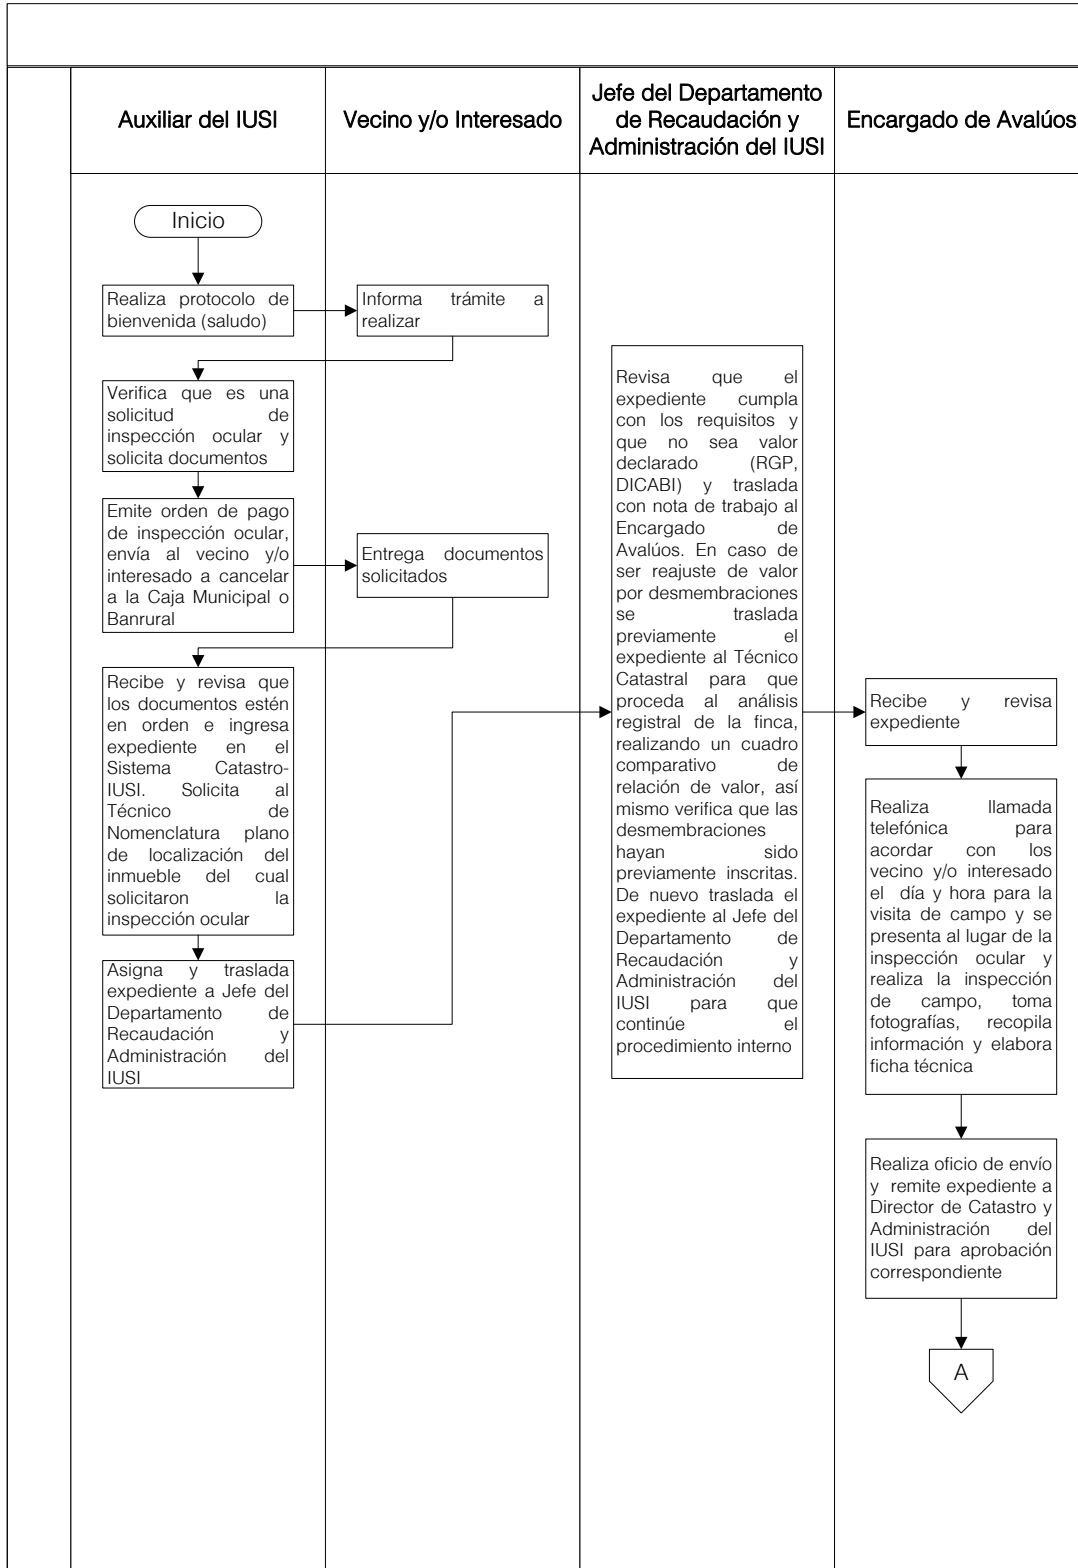 Auxiliar del IUSI
Vecino y/o Interesado
Jefe del Departamento
de Recaudación y
Administración del IUSI
Encargado de Avalúos
Inicio
Realiza protocolo de
bienvenida (saludo)
Informa trámite a
realizar
Verifica que es una
solicitud de
inspección ocular y
solicita documentos
Emite orden de pago
de inspección ocular,
envía al vecino y/o
interesado a cancelar
a la Caja Municipal o
Banrural
Entrega documentos
solicitados
Recibe y revisa que
los documentos estén
en orden e ingresa
expediente en el
Sistema Catastro-
IUSI. Solicita al
Técnico de
Nomenclatura plano
de localización del
inmueble del cual
solicitaron la
inspección ocular
Asigna y traslada
expediente a Jefe del
Departamento de
Recaudación y
Administración del
IUSI
Revisa que el
expediente cumpla
con los requisitos y
que no sea valor
declarado (RGP,
DICABI) y traslada
con nota de trabajo al
Encargado de
Avalúos. En caso de
ser reajuste de valor
por desmembraciones
se traslada
previamente el
expediente al Técnico
Catastral para que
proceda al análisis
registral de la finca,
realizando un cuadro
comparativo de
relación de valor, así
mismo verifica que las
desmembraciones
hayan sido
previamente inscritas.
De nuevo traslada el
expediente al Jefe del
Departamento de
Recaudación y
Administración del
IUSI para que
continúe el
procedimiento interno
Recibe y revisa
expediente
Realiza llamada
telefónica para
acordar con los
vecino y/o interesado
el día y hora para la
visita de campo y se
presenta al lugar de la
inspección ocular y
realiza la inspección
de campo, toma
fotografías, recopila
información y elabora
ficha técnica
Realiza oficio de envío
y remite expediente a
Director de Catastro y
Administración del
IUSI para aprobación
correspondiente
A